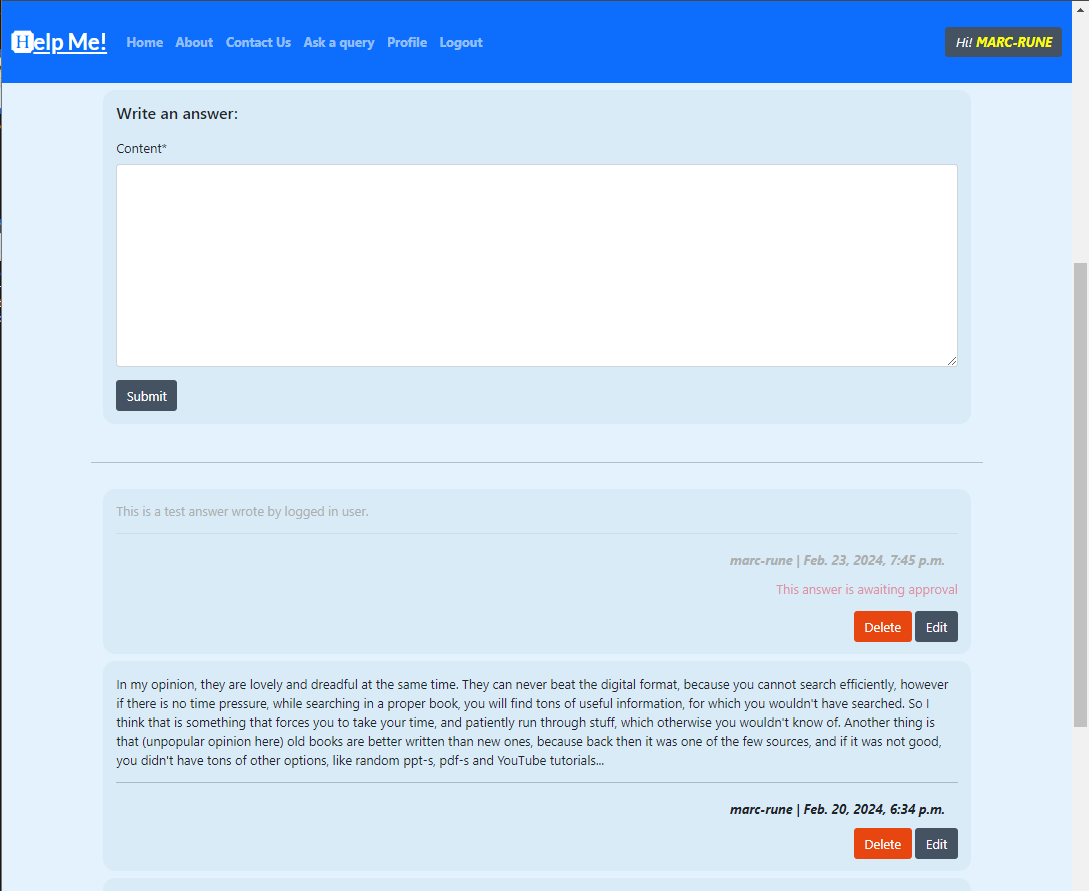 Help Me! Home About Contact Us Ask a query Profile Logout Hi! MARC-RUNE
Write an answer:
Content*
Submit
This is a test answer wrote by logged in user.
marc-rune | Feb. 23, 2024, 7:45 p.m.
This answer is awaiting approval
Delete Edit
In my opinion, they are lovely and dreadful at the same time. They can never beat the digital format, because you cannot search efficiently, however
if there is no time pressure, while searching in a proper book, you will find tons of useful information, for which you wouldn't have searched. So I
think that is something that forces you to take your time, and patiently run through stuff, which otherwise you wouldn't know of. Another thing is
that (unpopular opinion here) old books are better written than new ones, because back then it was one of the few sources, and if it was not good,
you didn't have tons of other options, like random ppt-s, pdf-s and YouTube tutorials...
marc-rune | Feb. 20, 2024, 6:34 p.m.
Delete Edit